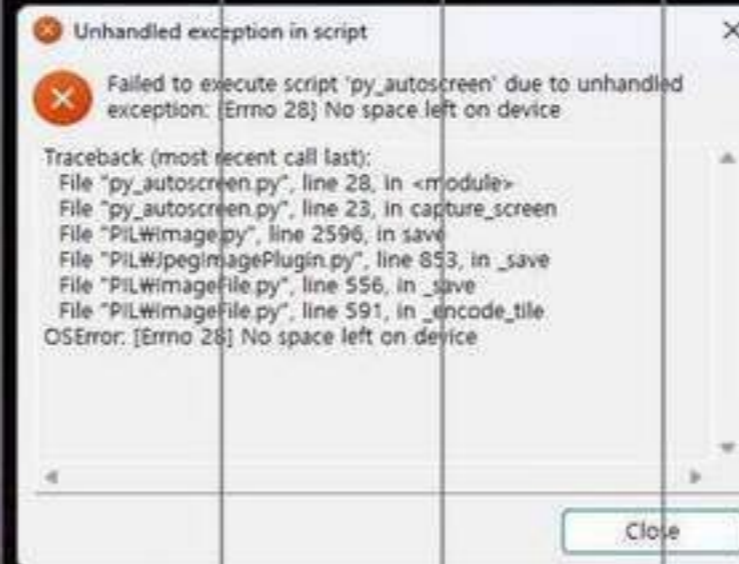 Unhandled exception in script
Failed to execute script 'py_autoscreen' due to unhandled
exception: [Errno 28] No space left on device
Traceback (most recent call last):
File "py_autoscreen.py", line 28, in <module>
File "py_autoscreen.py", line 23, in capture_screen
File "PIL₩Image.py", line 2596, in save
File "PIL₩JpegImagePlugin.py", line 853, in _save
File "PIL₩ImageFile.py", line 556, in _save
File "PIL₩ImageFile.py", line 591, in _encode_tile
OSError: [Errno 28] No space left on device
Close